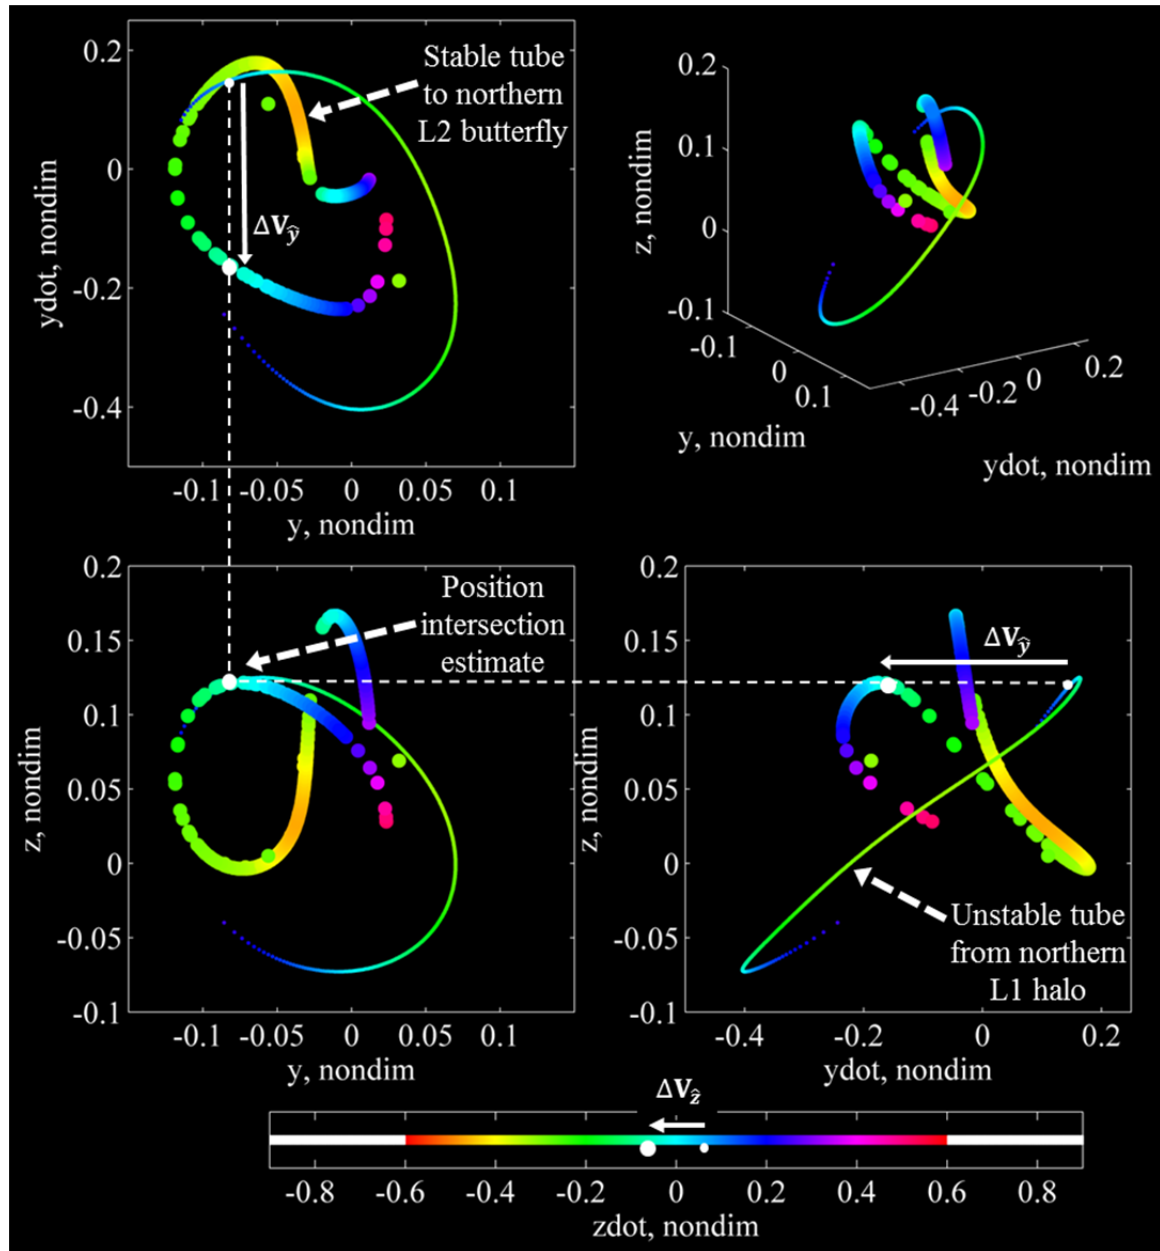 0.2
0
-0.2
-0.4
ydot, nondim
-0.1 -0.05 0 0.05 0.1
y, nondim
Stable tube
to northern
L2 butterfly
ΔV_ŷ
0.2
0.1
0
-0.1
z, nondim
-0.1
0
0.1
y, nondim
-0.4
-0.2
0
0.2
ydot, nondim
0.2
0.15
0.1
0.05
0
-0.05
-0.1
z, nondim
-0.1 -0.05 0 0.05 0.1
y, nondim
Position
intersection
estimate
0.2
0.15
0.1
0.05
0
-0.05
-0.1
z, nondim
-0.4 -0.2 0 0.2
ydot, nondim
ΔV_ŷ
Unstable tube
from northern
L1 halo
ΔV_ẑ
-0.8 -0.6 -0.4 -0.2 0 0.2 0.4 0.6 0.8
zdot, nondim